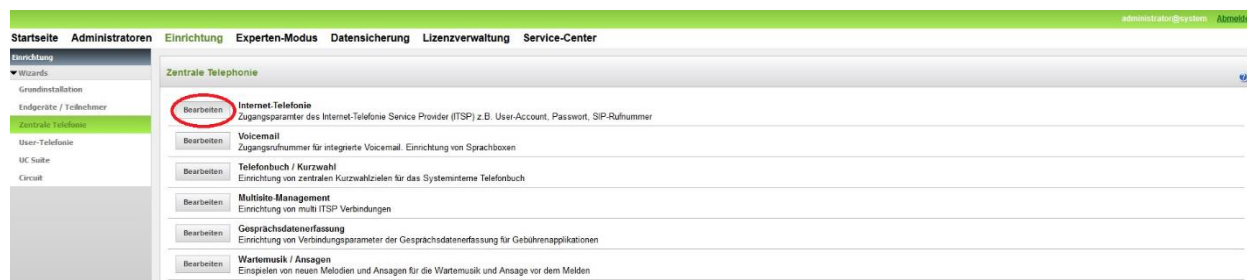 administrator@system Abmelde
Startseite Administratoren Einrichtung Experten-Modus Datensicherung Lizenzverwaltung Service-Center
Einrichtung
Wizards
Grundinstallation
Endgeräte / Teilnehmer
Zentrale Telefonie
User-Telefonie
UC Suite
Circuit
Zentrale Telephonie
Bearbeiten Internet-Telefonie
Zugangsparamter des Internet-Telefonie Service Provider (ITSP) z.B. User-Account, Passwort, SIP-Rufnummer
Bearbeiten Voicemail
Zugangsrufnummer für integrierte Voicemail. Einrichtung von Sprachboxen
Bearbeiten Telefonbuch / Kurzwahl
Einrichtung von zentralen Kurzwahlzielen für das Systeminterne Telefonbuch
Bearbeiten Multisite-Management
Einrichtung von multi ITSP Verbindungen
Bearbeiten Gesprächsdatenerfassung
Einrichtung von Verbindungsparameter der Gesprächsdatenerfassung für Gebührenapplikationen
Bearbeiten Wartemusik / Ansagen
Einspielen von neuen Melodien und Ansagen für die Wartemusik und Ansage vor dem Melden